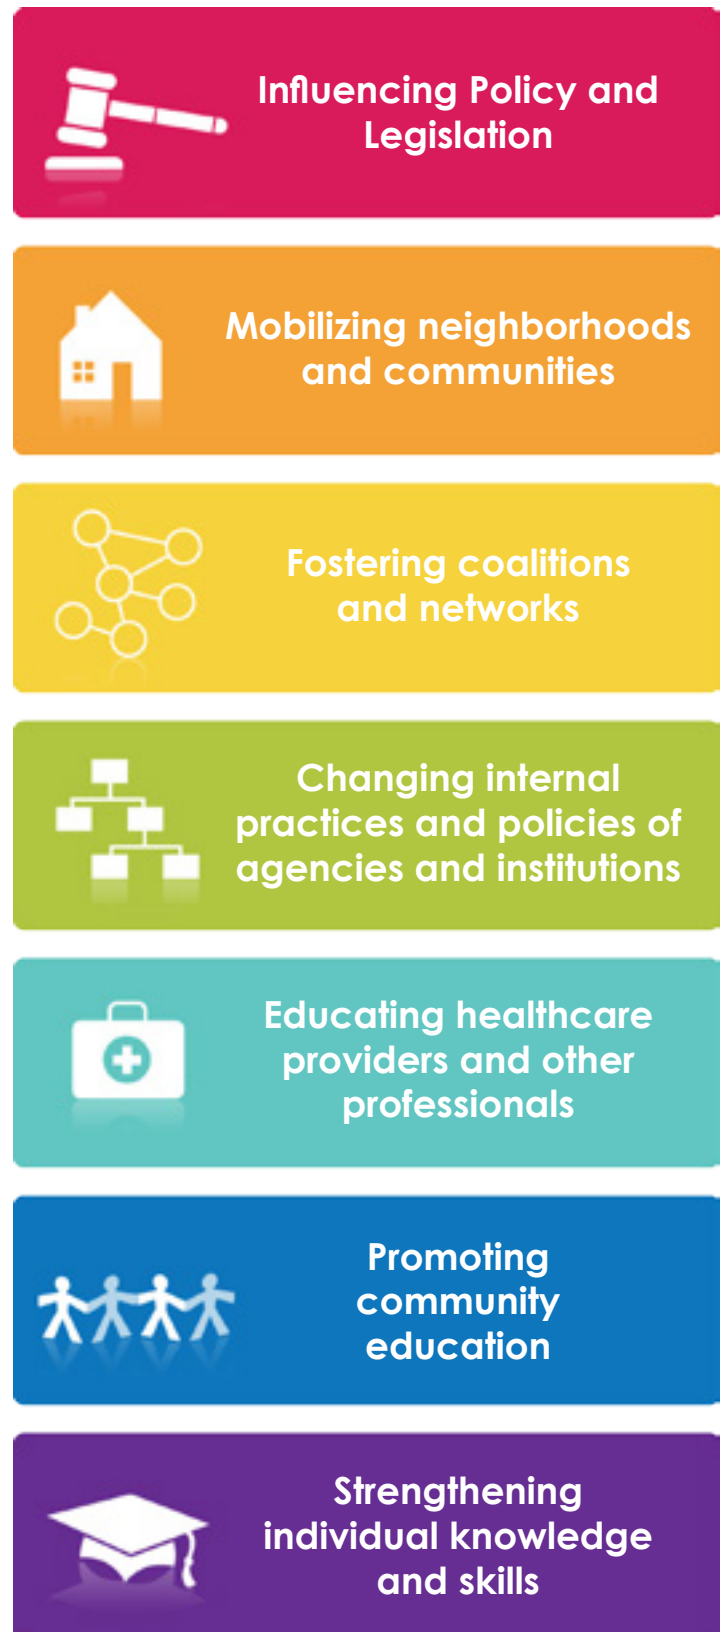 Influencing Policy and
Legislation
Mobilizing neighborhoods
and communities
Fostering coalitions
and networks
Changing internal
practices and policies of
agencies and institutions
Educating healthcare
providers and other
professionals
Promoting
community
education
Strengthening
individual knowledge
and skills